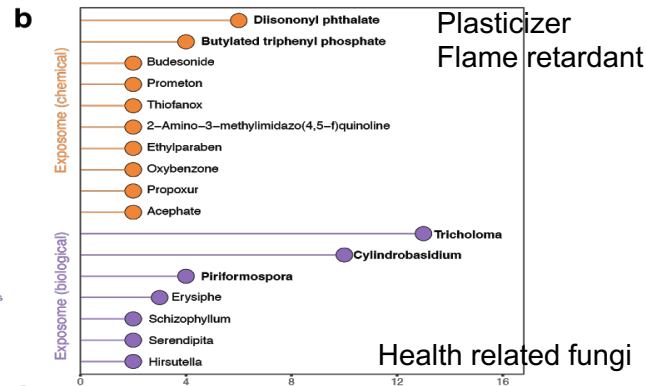 b
Diisononyl phthalate
Plasticizer
Butylated triphenyl phosphate
Flame retardant
Budesonide
Prometon
Thiofanox
2–Amino–3–methylimidazo(4,5–f)quinoline
Ethylparaben
Oxybenzone
Propoxur
Acephate
Exposome (chemical)
Tricholoma
Cylindrobasidium
Piriformospora
Erysiphe
Schizophyllum
Serendipita
Hirsutella
Exposome (biological)
Health related fungi
0 4 8 12 16